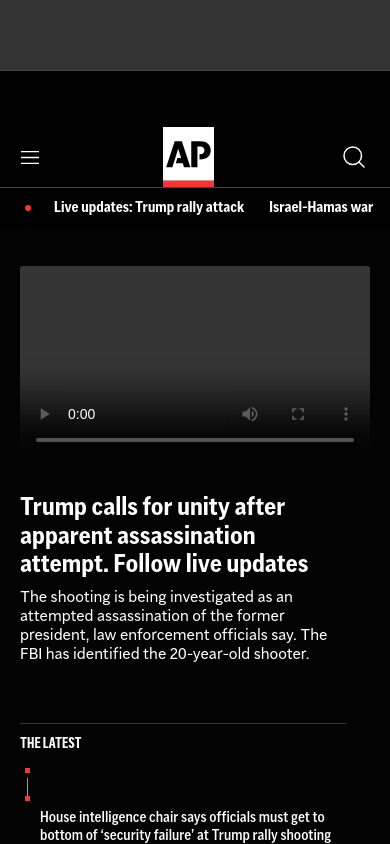 AP
Live updates: Trump rally attack Israel-Hamas war
0:00
Trump calls for unity after
apparent assassination
attempt. Follow live updates
The shooting is being investigated as an
attempted assassination of the former
president, law enforcement officials say. The
FBI has identified the 20-year-old shooter.
THE LATEST
House intelligence chair says officials must get to
bottom of ‘security failure’ at Trump rally shooting